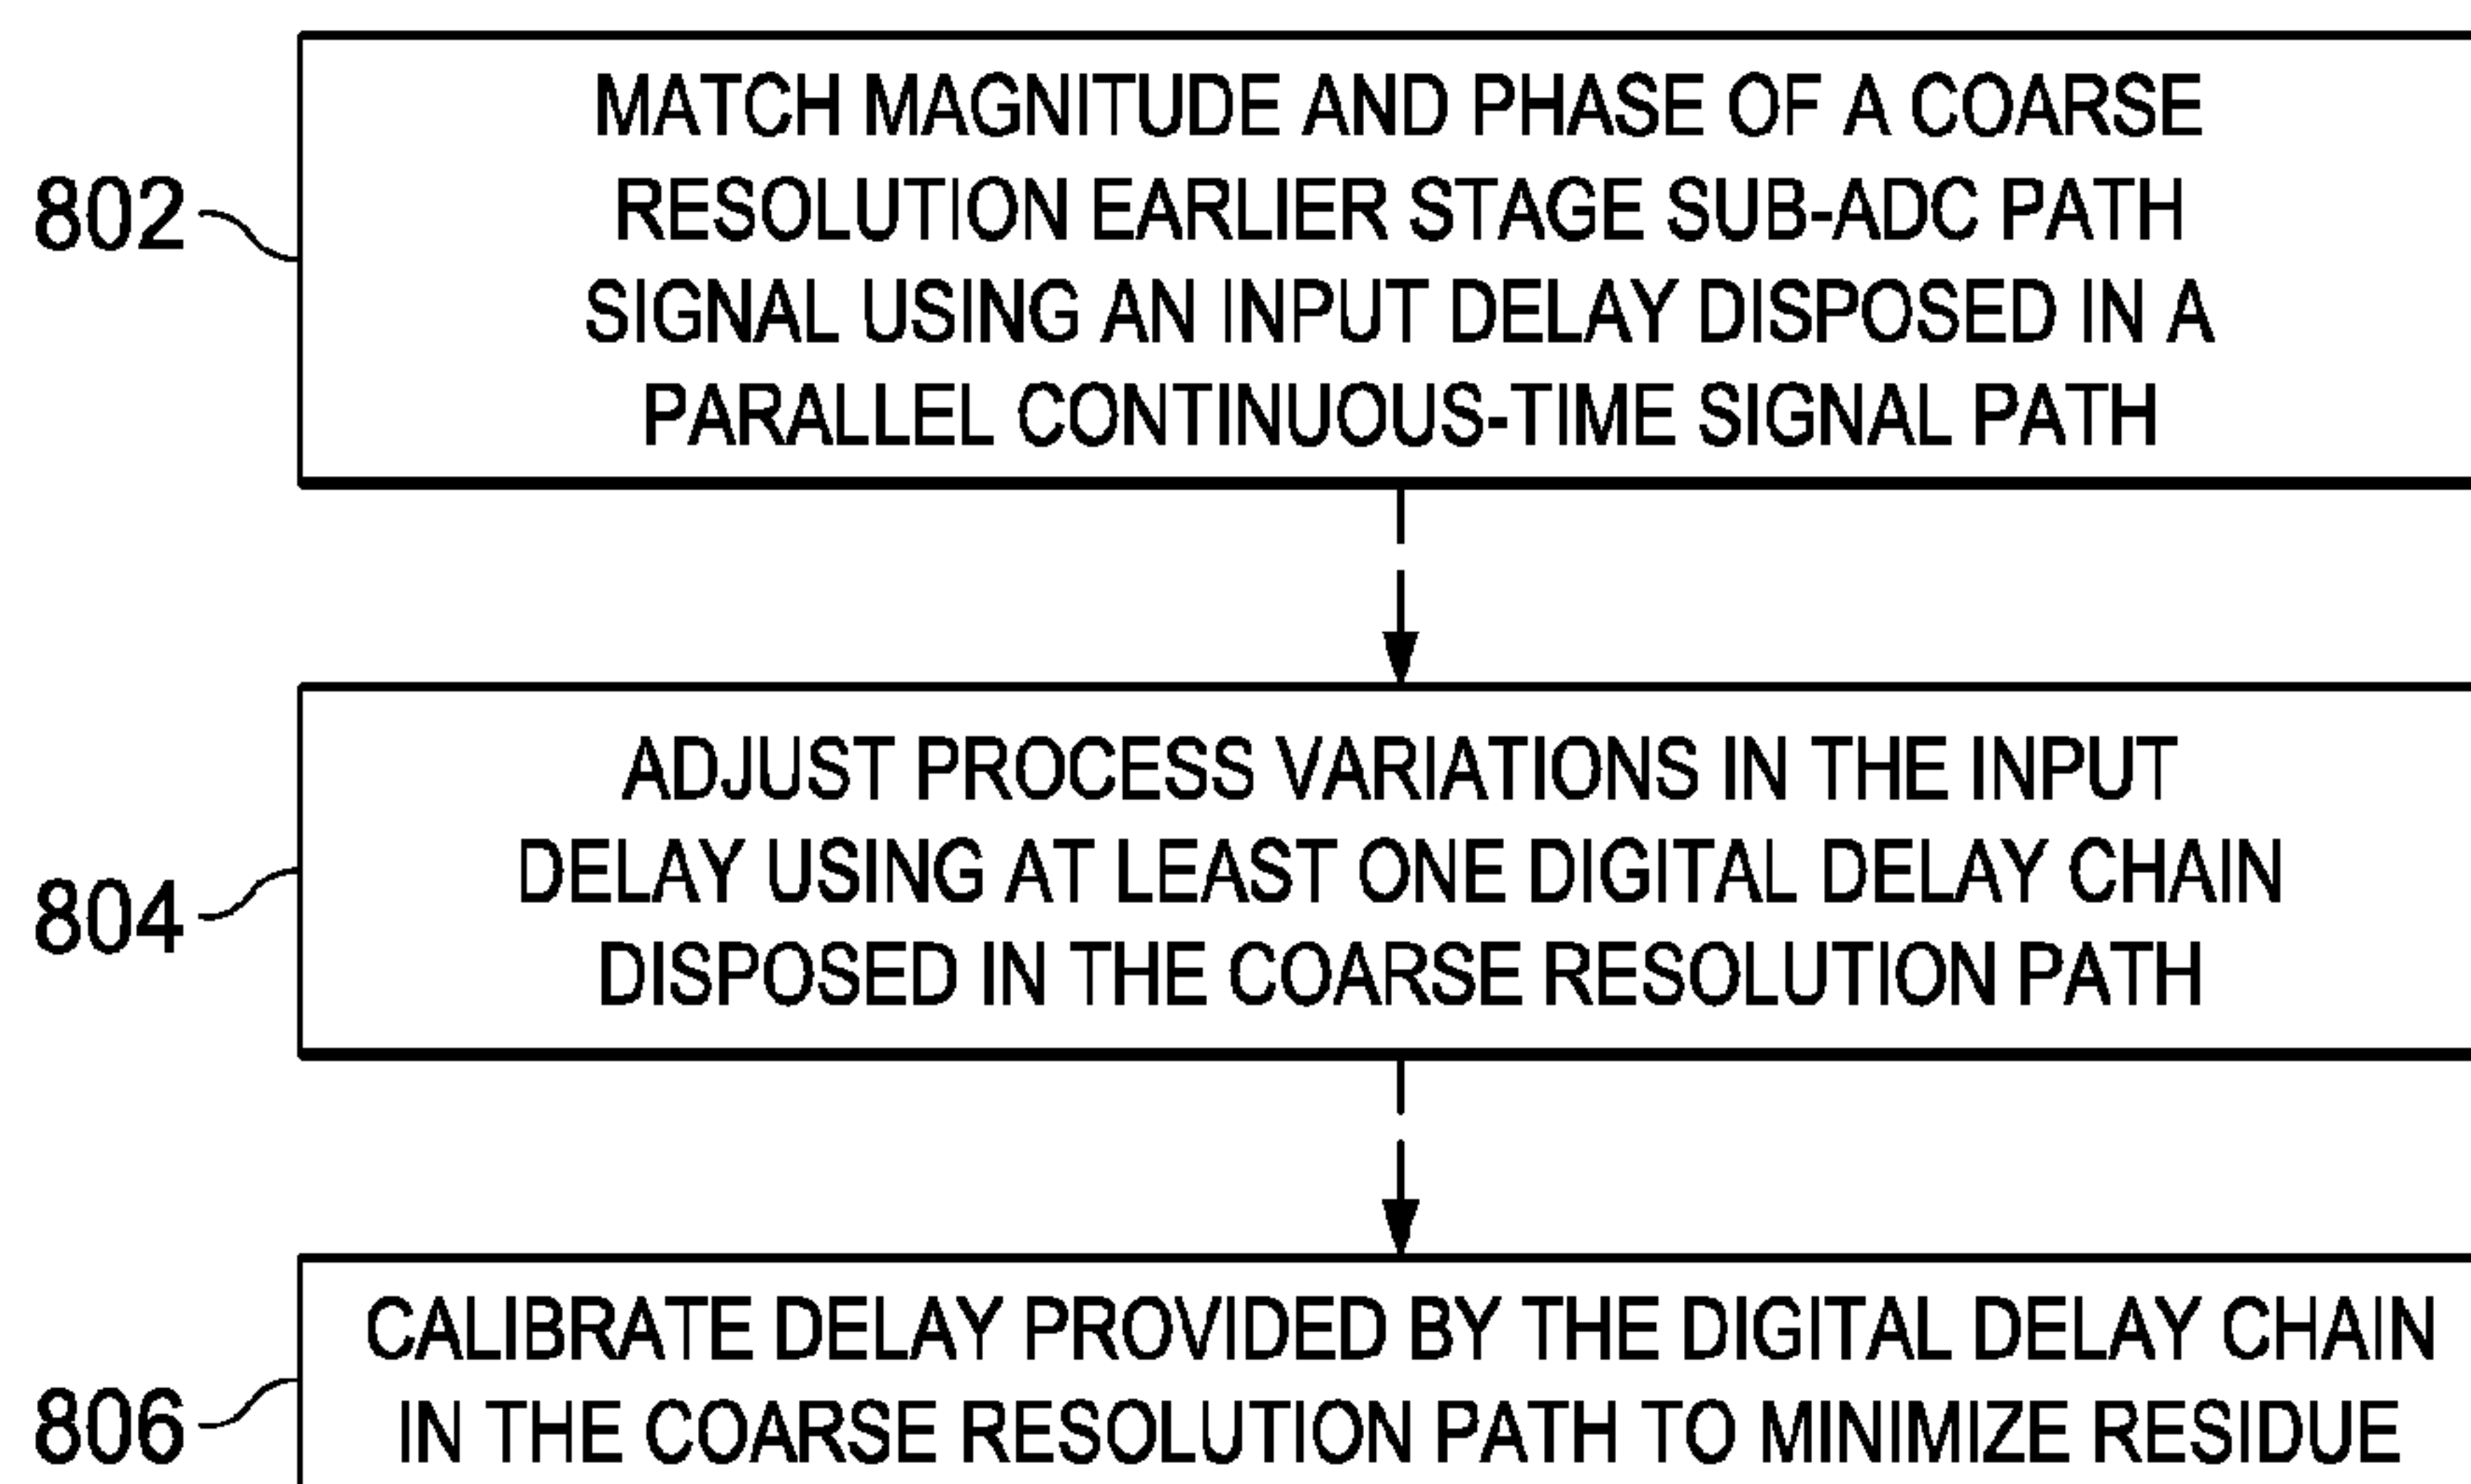 MATCH MAGNITUDE AND PHASE OF A COARSE
RESOLUTION EARLIER STAGE SUB-ADC PATH
802
SIGNAL USING AN INPUT DELAY DISPOSED IN A
PARALLEL CONTINUOUS-TIME SIGNAL PATH
ADJUST PROCESS VARIATIONS IN THE INPUT
DELAY USING AT LEAST ONE DIGITAL DELAY CHAIN
804
DISPOSED IN THE COARSE RESOLUTION PATH
CALIBRATE DELAY PROVIDED BY THE DIGITAL DELAY CHAIN
806
IN THE COARSE RESOLUTION PATH TO MINIMIZE RESIDUE